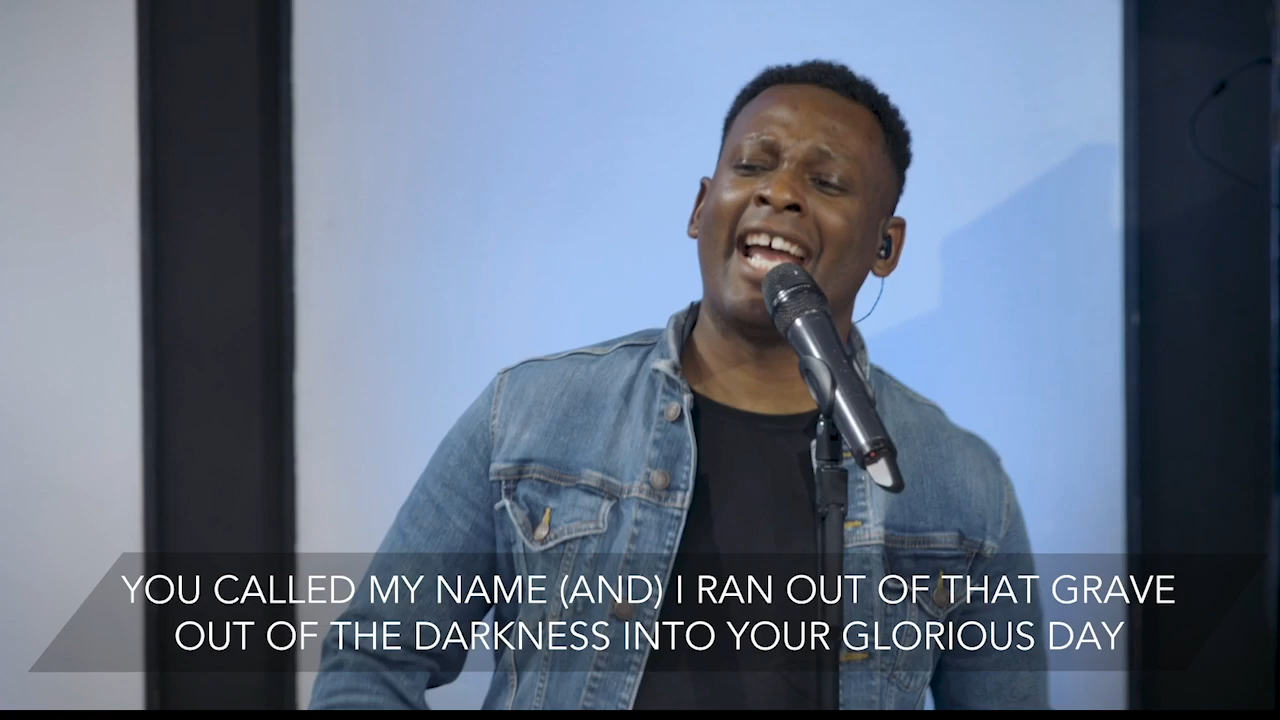 YOU CALLED MY NAME (AND) I RAN OUT OF THAT GRAVE
OUT OF THE DARKNESS INTO YOUR GLORIOUS DAY